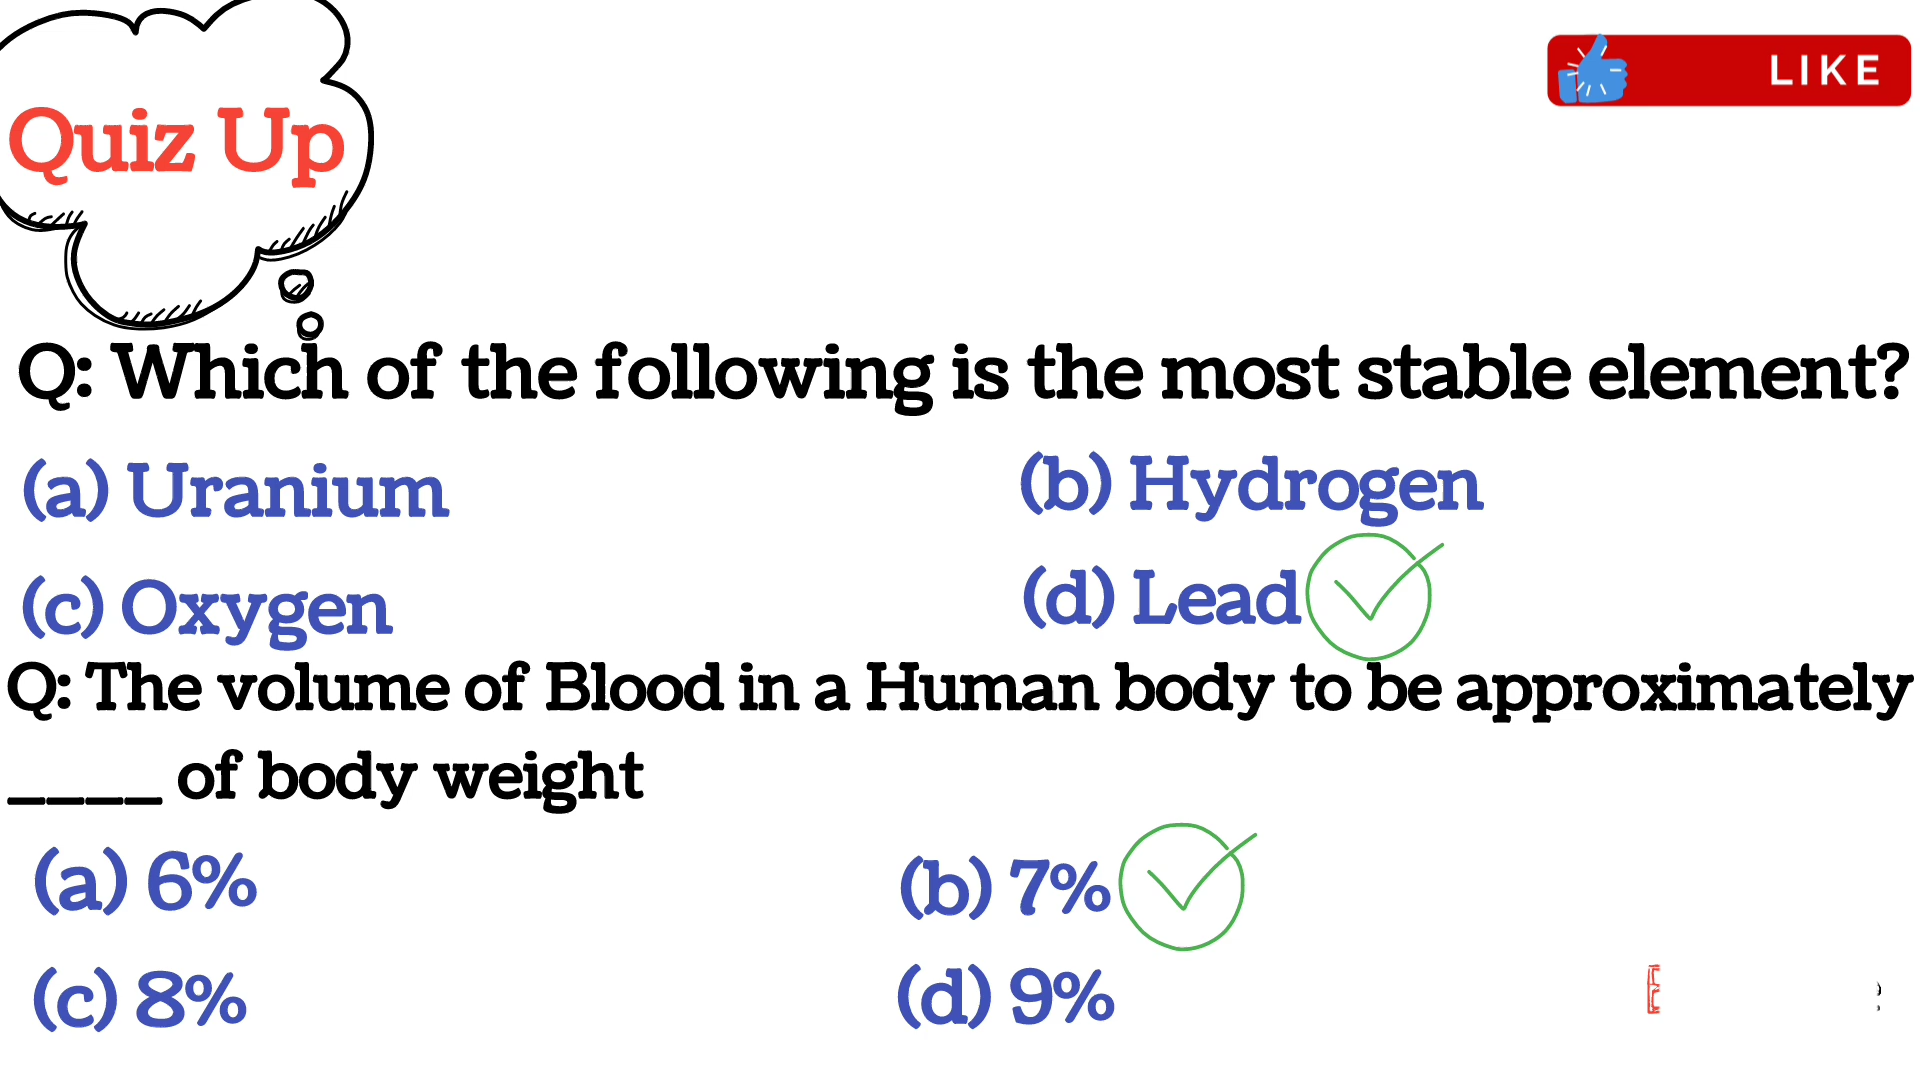 Quiz Up
LIKE
Q: Which of the following is the most stable element?
(a) Uranium
(b) Hydrogen
(c) Oxygen
(d) Lead
Q: The volume of Blood in a Human body to be approximately
____ of body weight
(a) 6%
(b) 7%
(c) 8%
(d) 9%